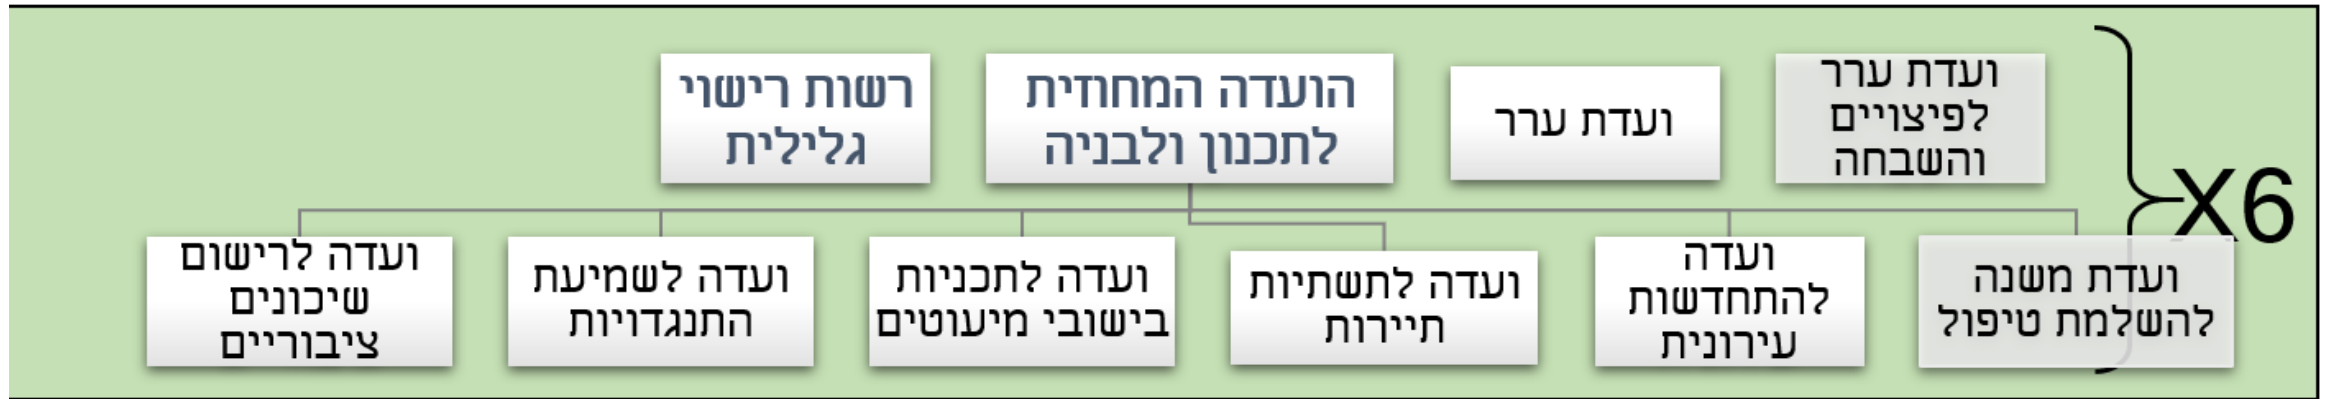 ועדת ערר
לפיצויים
והשבחה
ועדת ערר
הועדה המחוזית
לתכנון ולבניה
רשות רישוי
גלילית
X6
ועדת משנה
להשלמת טיפול
ועדה
להתחדשות
עירונית
ועדה לתשתיות
תיירות
ועדה לתכניות
בישובי מיעוטים
ועדה לשמיעת
התנגדויות
ועדה לרישום
שיכונים
ציבוריים